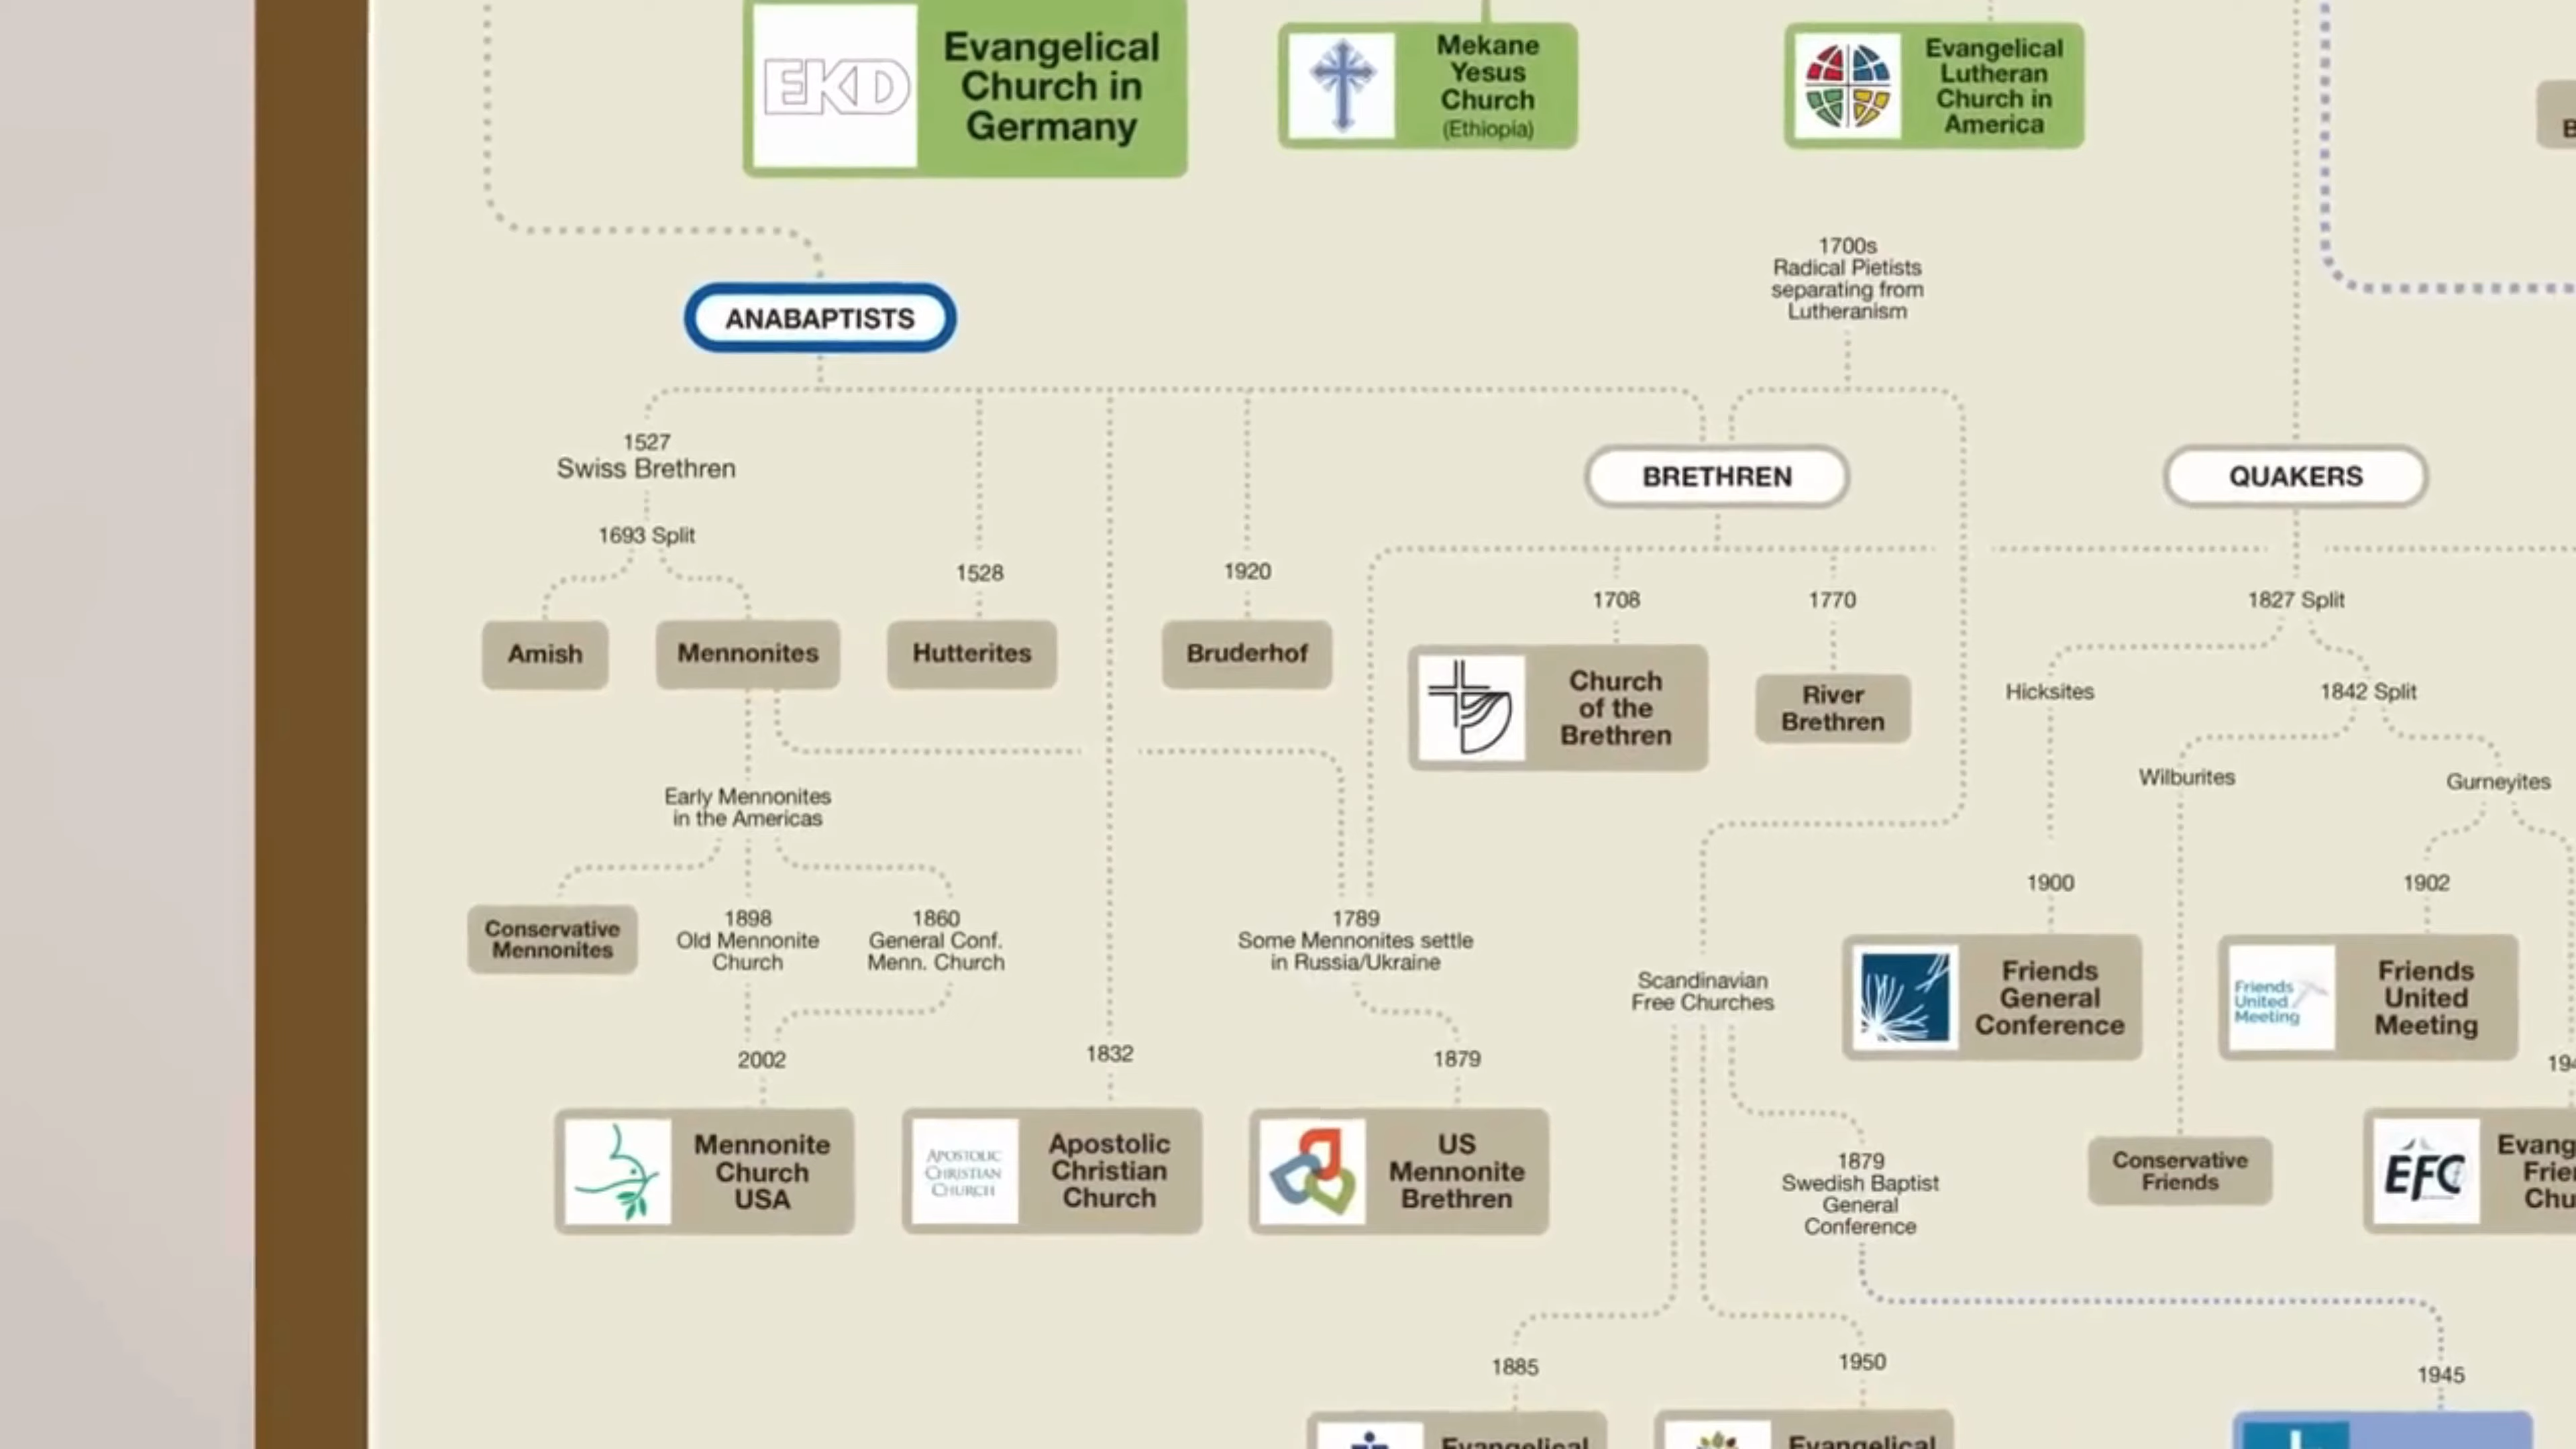 EKD
Evangelical
Church in
Germany
Mekane
Yesus
Church
(Ethiopia)
Evangelical
Lutheran
Church in
America
ANABAPTISTS
1700s
Radical Pietists
separating from
Lutheranism
1527
Swiss Brethren
1693 Split
BRETHREN
QUAKERS
1528
1920
1708
1770
1827 Split
Amish
Mennonites
Hutterites
Bruderhof
Church
of the
Brethren
River
Brethren
Hicksites
1842 Split
Wilburites
Gurneyites
Early Mennonites
in the Americas
1900
1902
Conservative
Mennonites
1898
Old Mennonite
Church
1860
General Conf.
Menn. Church
1789
Some Mennonites settle
in Russia/Ukraine
Scandinavian
Free Churches
Friends
General
Conference
Friends
United
Meeting
Friends
United
Meeting
2002
1832
1879
Mennonite
Church
USA
APOSTOLIC
CHRISTIAN
CHURCH
Apostolic
Christian
Church
US
Mennonite
Brethren
1879
Swedish Baptist
General
Conference
Conservative
Friends
EFC
1885
1950
1945
Evangelical
Evangelical